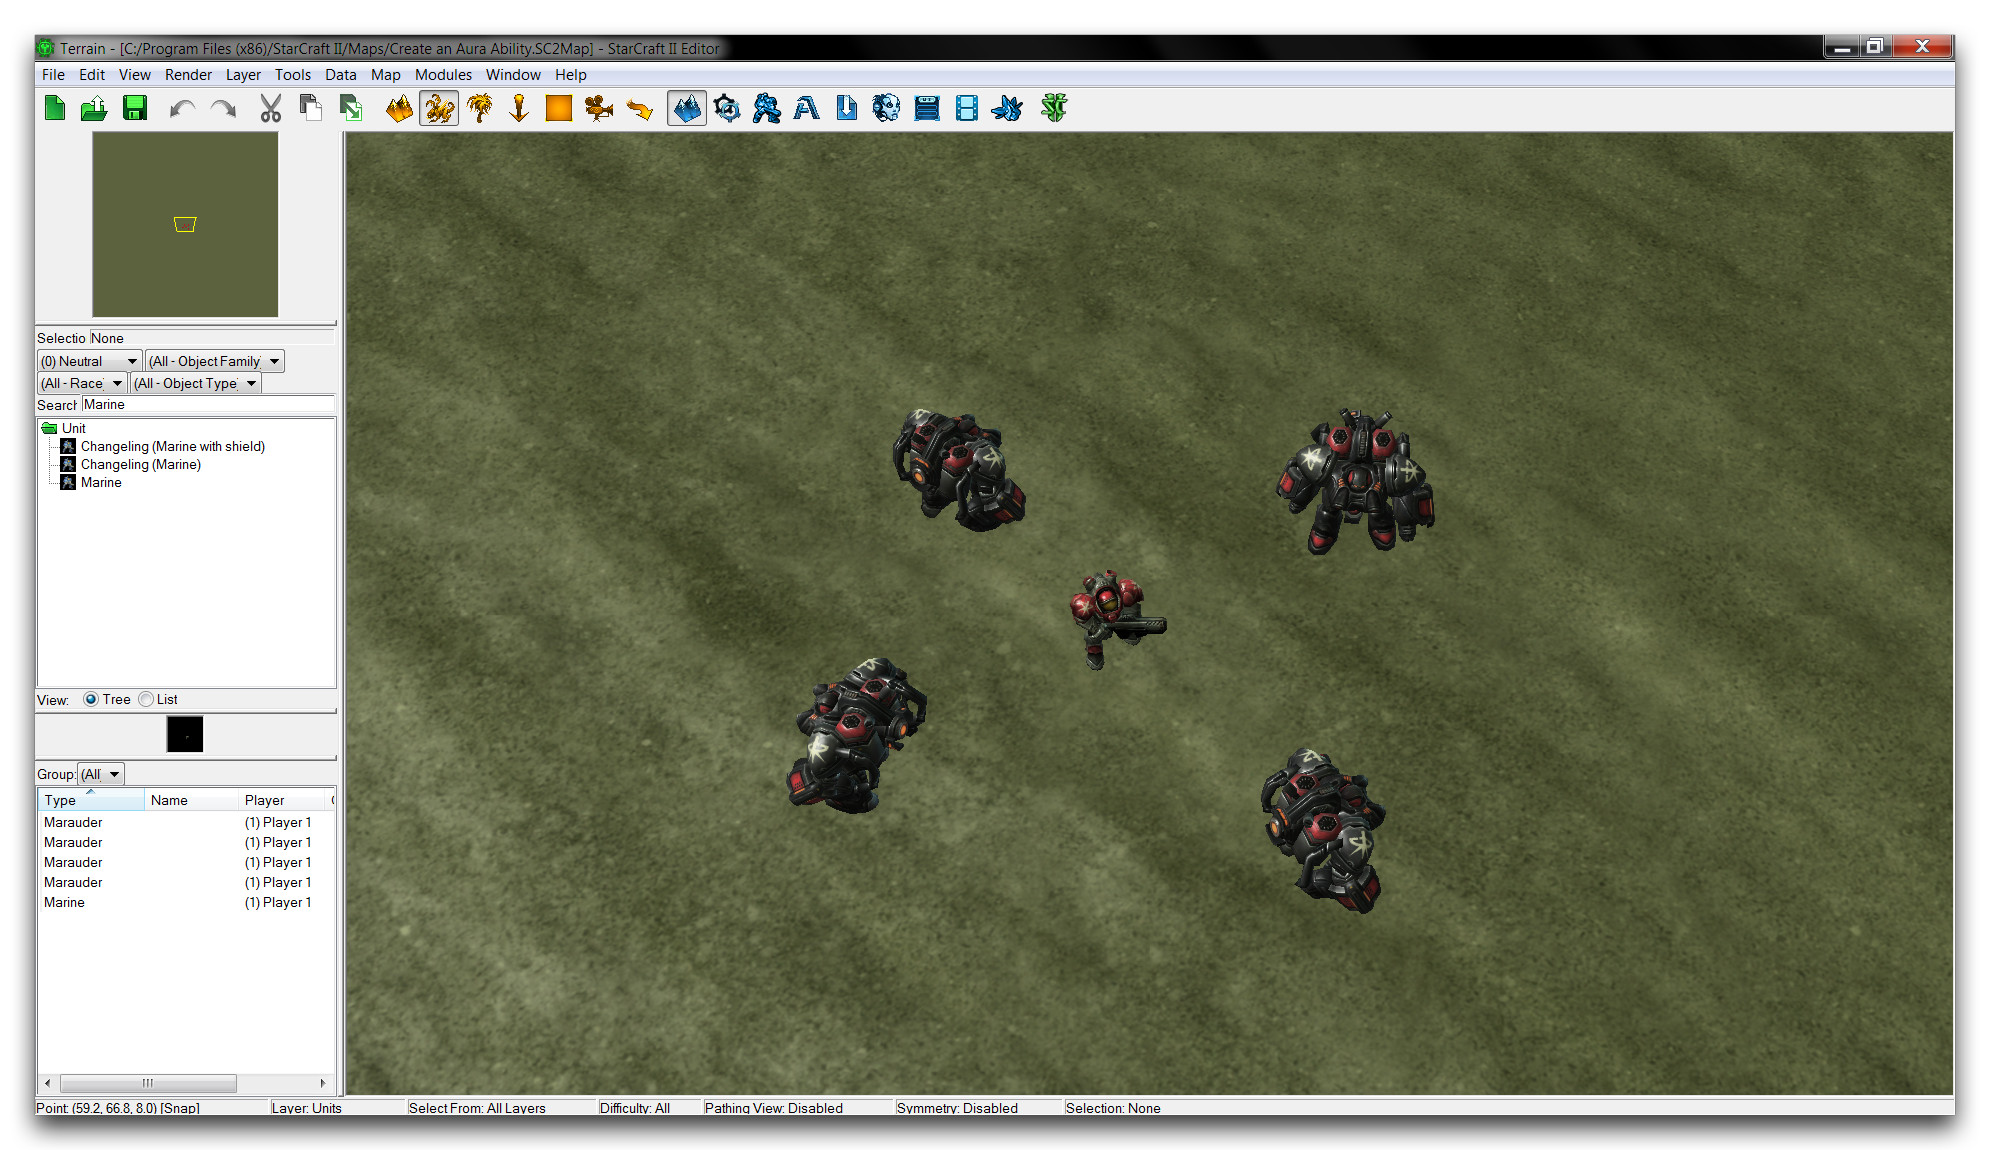 Terrain - [C:/Program Files (x86)/StarCraft II/Maps/Create an Aura Ability.SC2Map] - StarCraft II Editor
File Edit View Render Layer Tools Data Map Modules Window Help
Selectio None
(0) Neutral (All - Object Family)
(All - Race) (All - Object Type)
Search Marine
Unit
Changeling (Marine with shield)
Changeling (Marine)
Marine
View: Tree List
Group: (All)
Type Name Player
Marauder (1) Player 1
Marauder (1) Player 1
Marauder (1) Player 1
Marauder (1) Player 1
Marine (1) Player 1
Point: (59.2, 66.8, 8.0) [Snap] Layer: Units Select From: All Layers Difficulty: All Pathing View: Disabled Symmetry: Disabled Selection: None